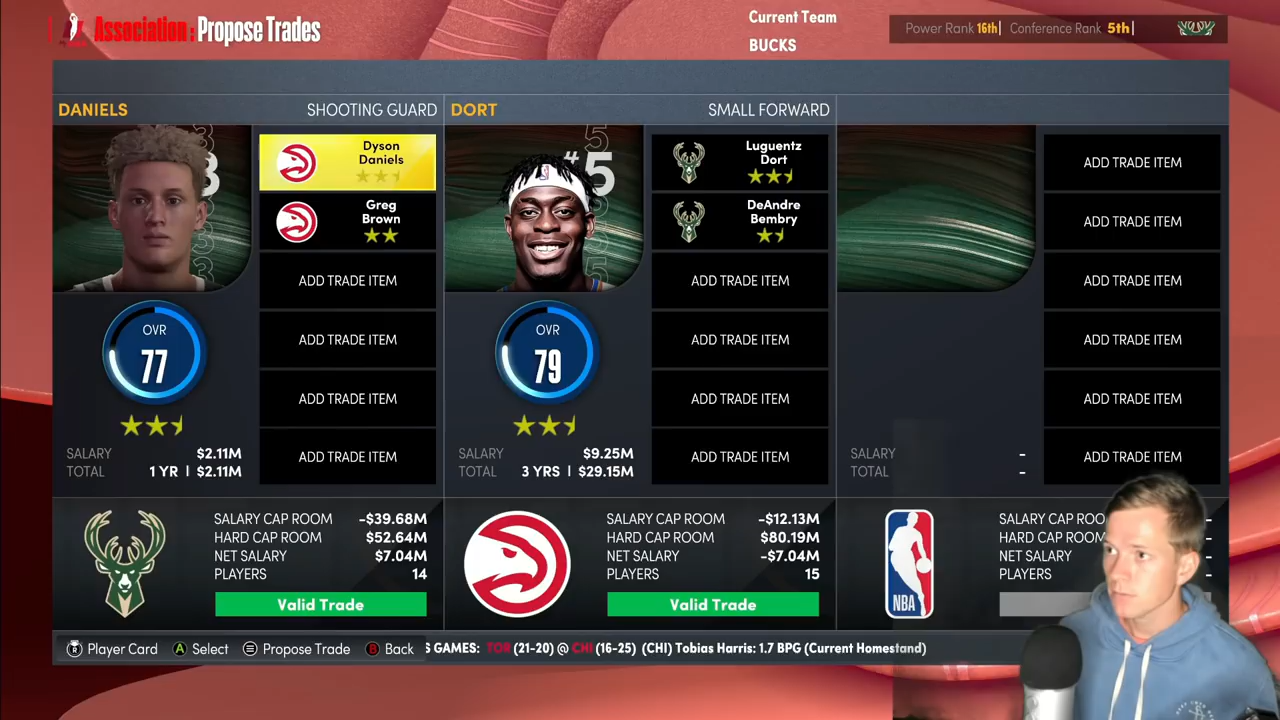 Association : Propose Trades
Current Team
BUCKS
Power Rank 16th| Conference Rank 5th|
DANIELS SHOOTING GUARD
Dyson
Daniels
Greg
Brown
ADD TRADE ITEM
ADD TRADE ITEM
ADD TRADE ITEM
ADD TRADE ITEM
OVR
77
SALARY $2.11M
TOTAL 1 YR | $2.11M
DORT SMALL FORWARD
#5
Luguentz
Dort
DeAndre
Bembry
ADD TRADE ITEM
ADD TRADE ITEM
ADD TRADE ITEM
ADD TRADE ITEM
OVR
79
SALARY $9.25M
TOTAL 3 YRS | $29.15M
ADD TRADE ITEM
ADD TRADE ITEM
ADD TRADE ITEM
ADD TRADE ITEM
ADD TRADE ITEM
ADD TRADE ITEM
SALARY -
TOTAL -
SALARY CAP ROOM -$39.68M
HARD CAP ROOM $52.64M
NET SALARY $7.04M
PLAYERS 14
Valid Trade
SALARY CAP ROOM -$12.13M
HARD CAP ROOM $80.19M
NET SALARY -$7.04M
PLAYERS 15
Valid Trade
NBA
SALARY CAP ROO
HARD CAP
NET SALARY
PLAYERS
Player Card A Select Propose Trade B Back
S GAMES: TOR (21-20) @ CHI (16-25) (CHI) Tobias Harris: 1.7 BPG (Current Homestand)